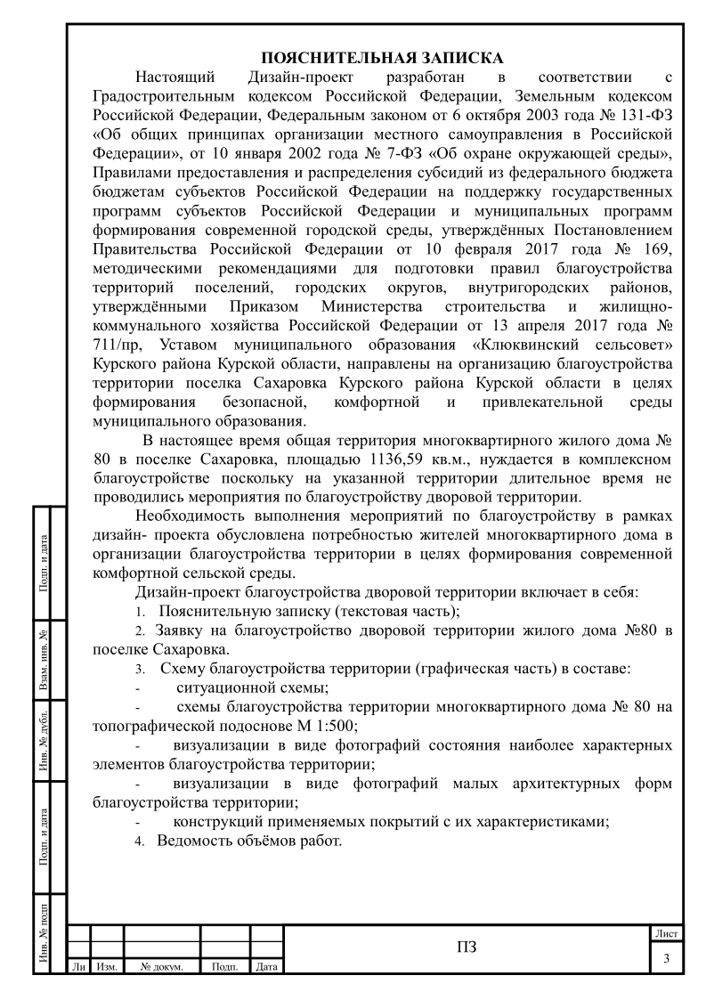 ПОЯСНИТЕЛЬНАЯ ЗАПИСКА
Настоящий Дизайн-проект разработан в соответствии с
Градостроительным кодексом Российской Федерации, Земельным кодексом
Российской Федерации, Федеральным законом от 6 октября 2003 года № 131-ФЗ
«Об общих принципах организации местного самоуправления в Российской
Федерации», от 10 января 2002 года № 7-ФЗ «Об охране окружающей среды»,
Правилами предоставления и распределения субсидий из федерального бюджета
бюджетам субъектов Российской Федерации на поддержку государственных
программ субъектов Российской Федерации и муниципальных программ
формирования современной городской среды, утверждённых Постановлением
Правительства Российской Федерации от 10 февраля 2017 года № 169,
методическими рекомендациями для подготовки правил благоустройства
территорий поселений, городских округов, внутригородских районов,
утверждёнными Приказом Министерства строительства и жилищно-
коммунального хозяйства Российской Федерации от 13 апреля 2017 года №
711/пр, Уставом муниципального образования «Клюквинский сельсовет»
Курского района Курской области, направлены на организацию благоустройства
территории поселка Сахаровка Курского района Курской области в целях
формирования безопасной, комфортной и привлекательной среды
муниципального образования.
В настоящее время общая территория многоквартирного жилого дома №
80 в поселке Сахаровка, площадью 1136,59 кв.м., нуждается в комплексном
благоустройстве поскольку на указанной территории длительное время не
проводились мероприятия по благоустройству дворовой территории.
Необходимость выполнения мероприятий по благоустройству в рамках
дизайн- проекта обусловлена потребностью жителей многоквартирного дома в
организации благоустройства территории в целях формирования современной
комфортной сельской среды.
Дизайн-проект благоустройства дворовой территории включает в себя:
1. Пояснительную записку (текстовая часть);
2. Заявку на благоустройство дворовой территории жилого дома №80 в
поселке Сахаровка.
3. Схему благоустройства территории (графическая часть) в составе:
- ситуационной схемы;
- схемы благоустройства территории многоквартирного дома № 80 на
топографической подоснове М 1:500;
- визуализации в виде фотографий состояния наиболее характерных
элементов благоустройства территории;
- визуализации в виде фотографий малых архитектурных форм
благоустройства территории;
- конструкций применяемых покрытий с их характеристиками;
4. Ведомость объёмов работ.
Подп. и дата
Взам. инв. №
Инв. № дубл.
Подп. и дата
Инв. № подп
Ли Изм. № докум. Подп. Дата
ПЗ
Лист
3